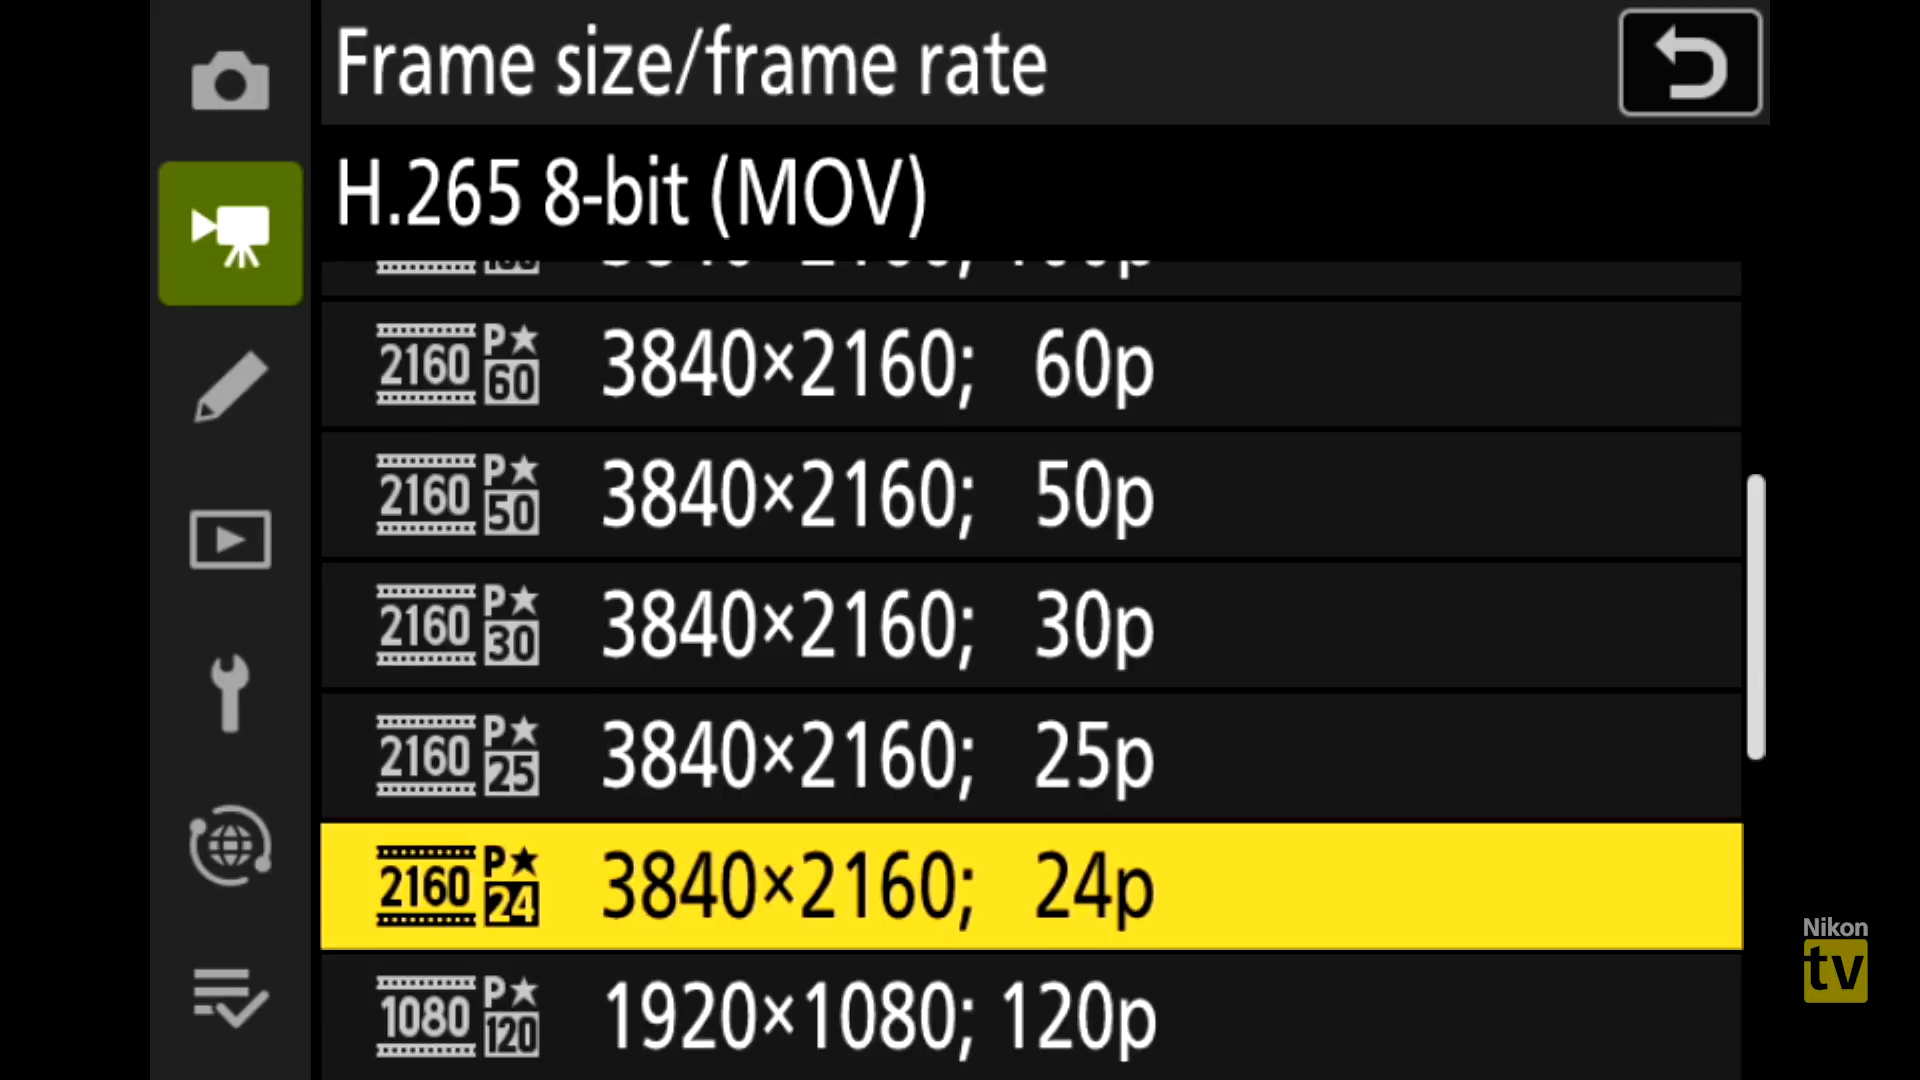 Frame size/frame rate
H.265 8-bit (MOV)
2160 P★ 60 3840×2160; 60p
2160 P★ 50 3840×2160; 50p
2160 P★ 30 3840×2160; 30p
2160 P★ 25 3840×2160; 25p
2160 P★ 24 3840×2160; 24p
1080 P★ 120 1920×1080; 120p
Nikon
tv